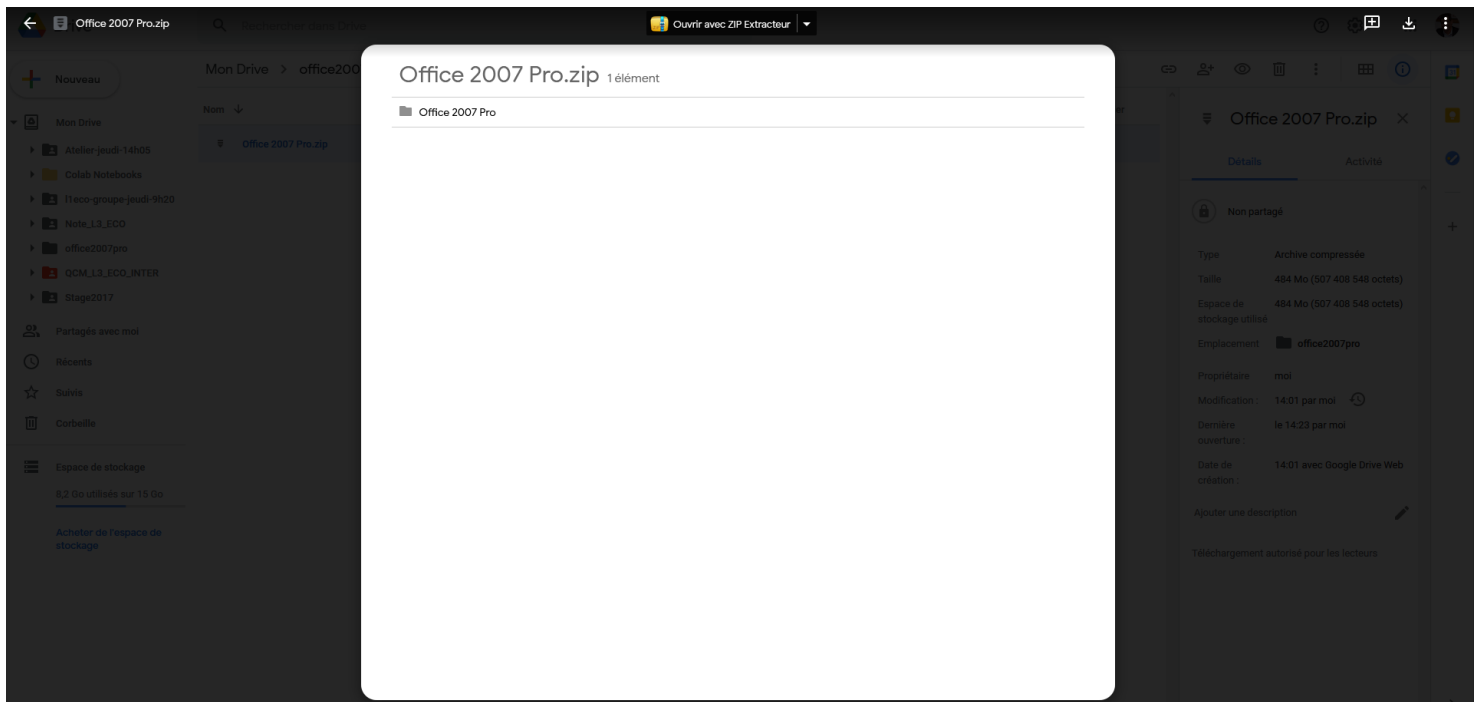 Office 2007 Pro.zip
Rechercher dans Drive
Ouvrir avec ZIP Extracteur
Nouveau
Mon Drive > office200
Office 2007 Pro.zip 1 élément
Office 2007 Pro
Nom
Office 2007 Pro.zip
Mon Drive
Atelier-jeudi-14h05
Colab Notebooks
l1eco-groupe-jeudi-9h20
Note_L3_ECO
office2007pro
QCM_L3_ECO_INTER
Stage2017
Partagés avec moi
Récents
Suivis
Corbeille
Espace de stockage
8,2 Go utilisés sur 15 Go
Acheter de l'espace de
stockage
Office 2007 Pro.zip
Détails Activité
Non partagé
Type Archive compressée
Taille 484 Mo (507 408 548 octets)
Espace de 484 Mo (507 408 548 octets)
stockage utilisé
Emplacement office2007pro
Propriétaire moi
Modification : 14:01 par moi
Dernière le 14:23 par moi
ouverture :
Date de 14:01 avec Google Drive Web
création :
Ajouter une description
Téléchargement autorisé pour les lecteurs